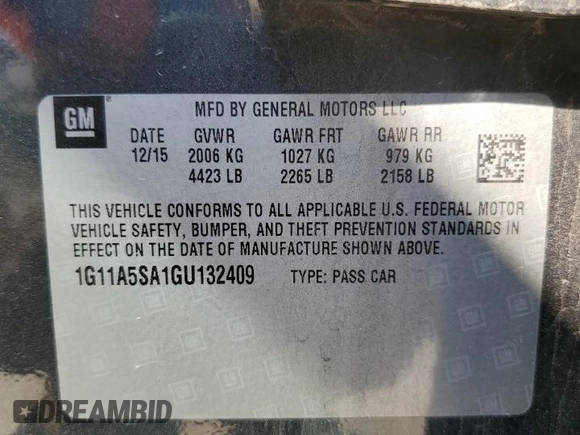 GM
MFD BY GENERAL MOTORS LLC
DATE GVWR GAWR FRT GAWR RR
12/15 2006 KG 1027 KG 979 KG
4423 LB 2265 LB 2158 LB
THIS VEHICLE CONFORMS TO ALL APPLICABLE U.S. FEDERAL MOTOR
VEHICLE SAFETY, BUMPER, AND THEFT PREVENTION STANDARDS IN
EFFECT ON THE DATE OF MANUFACTURE SHOWN ABOVE.
1G11A5SA1GU132409 TYPE: PASS CAR
DREAMBID